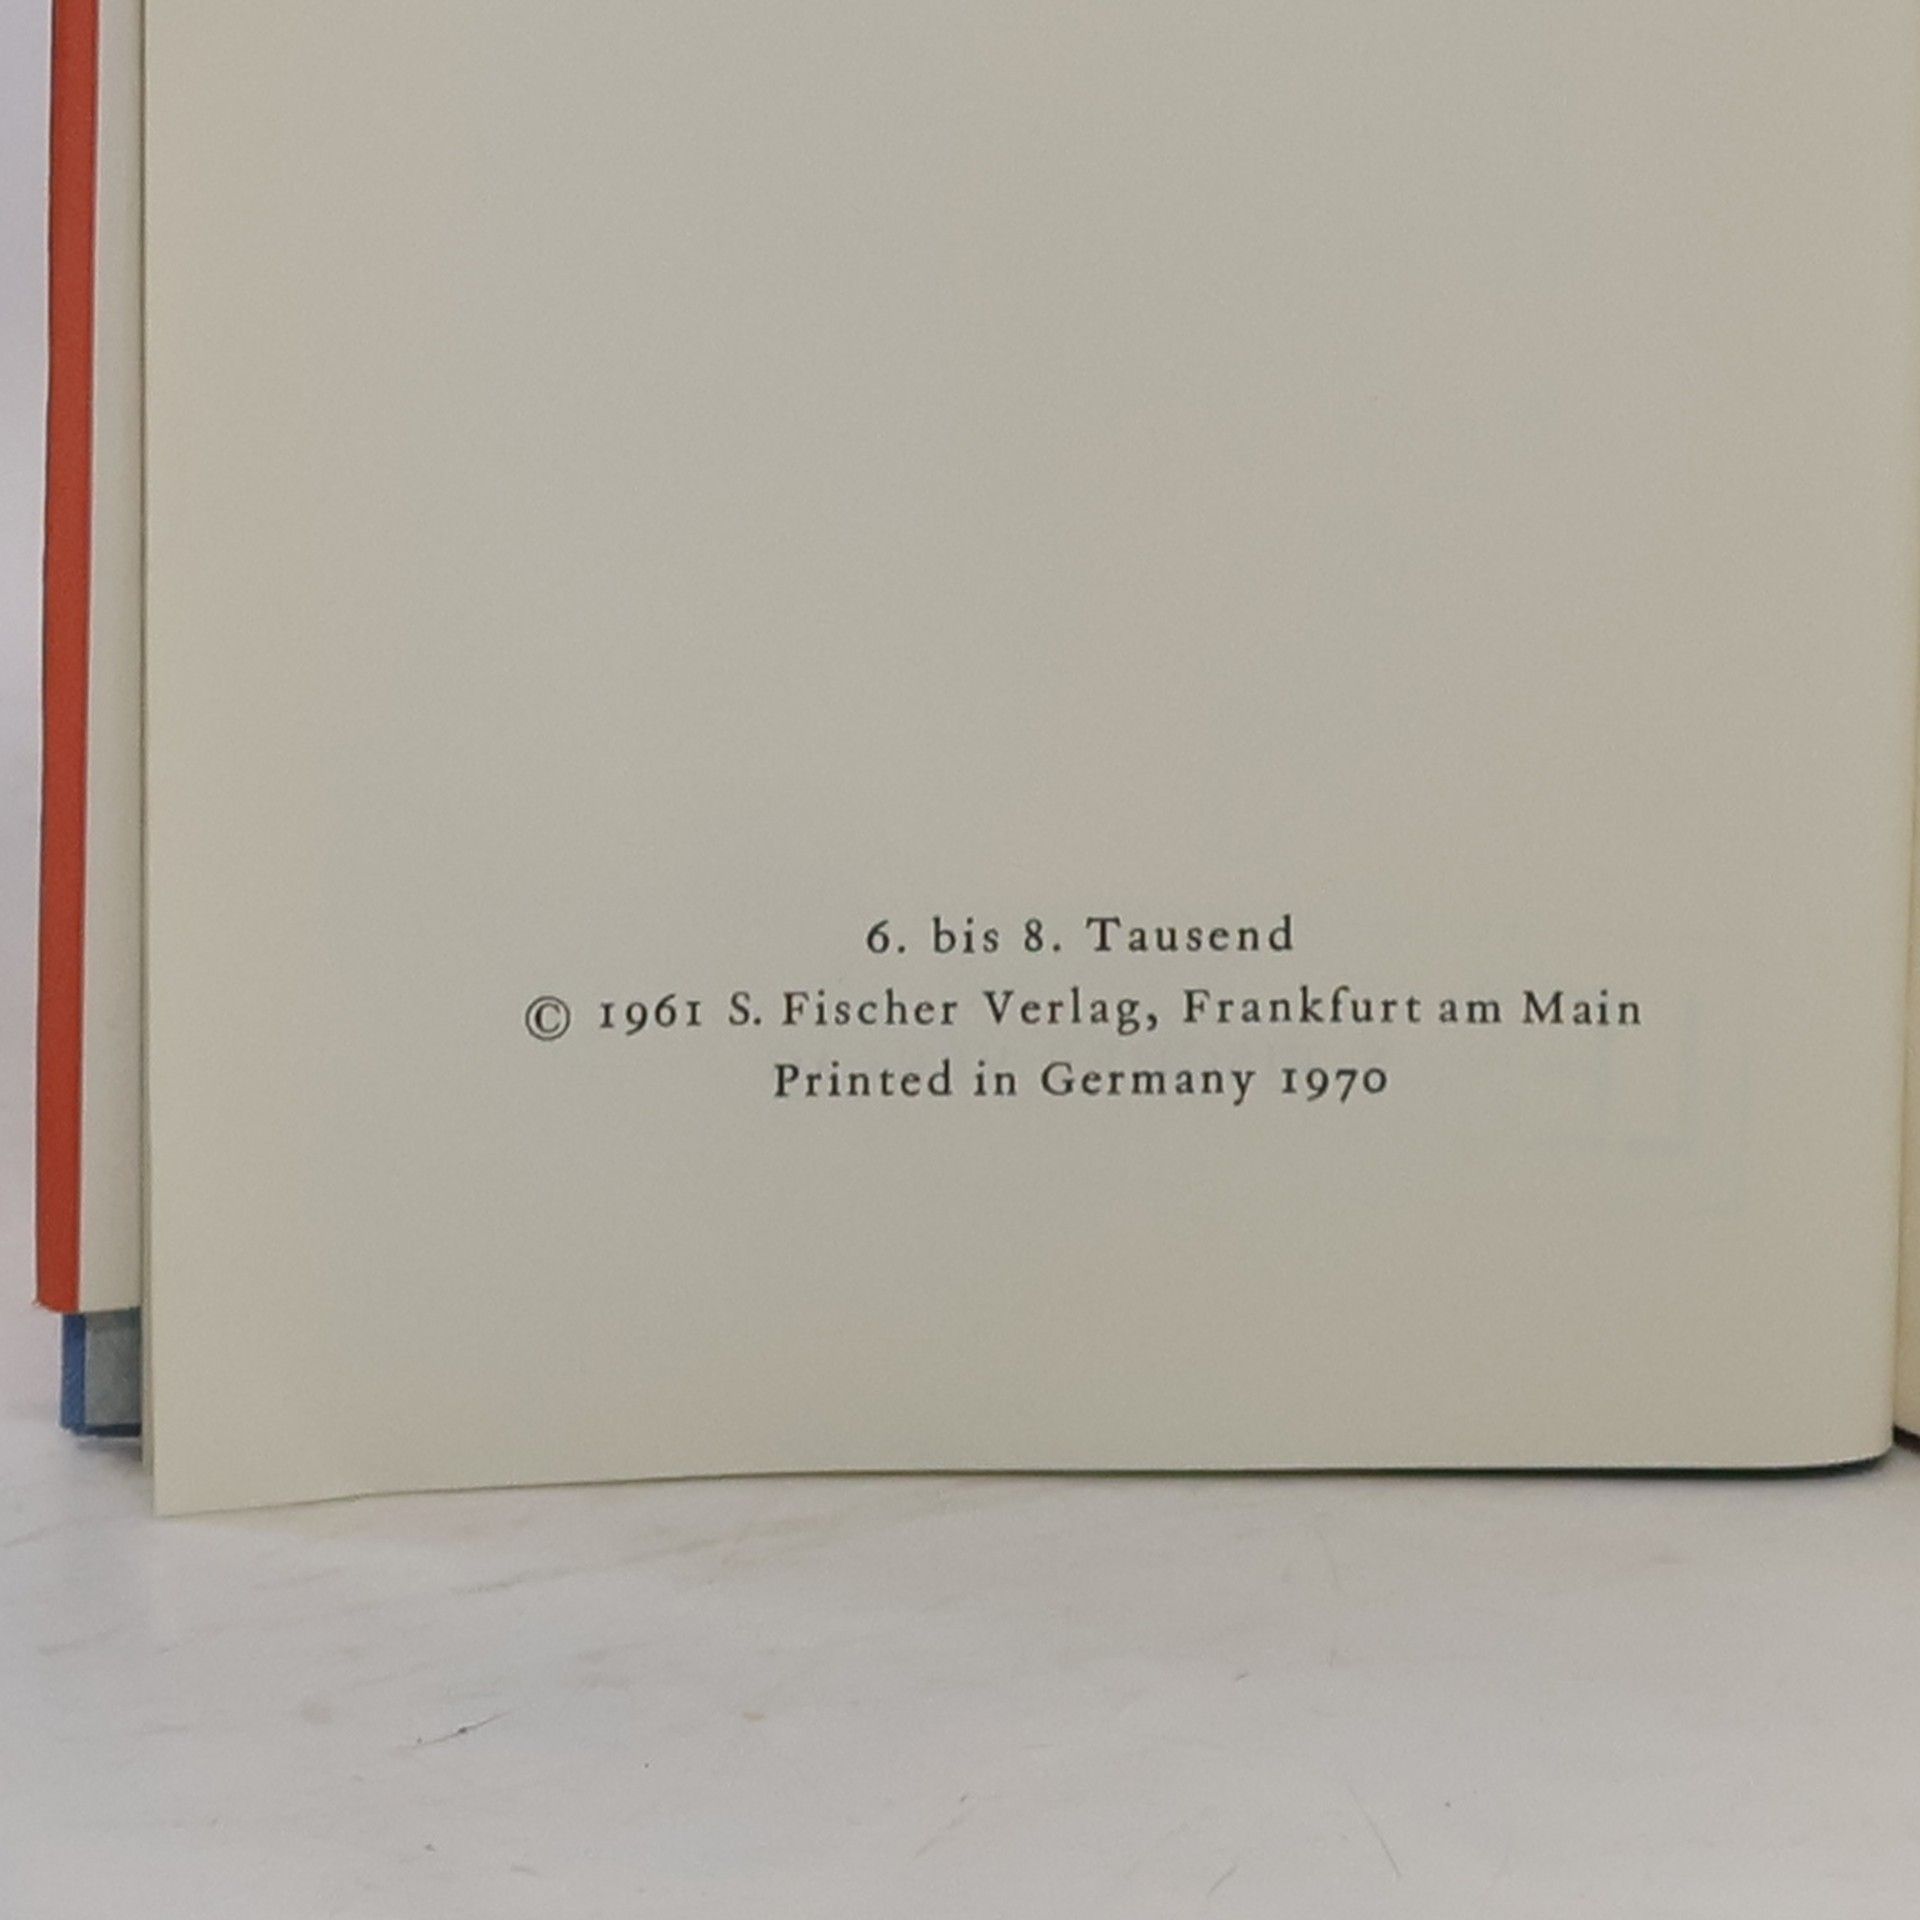 6. bis 8. Tausend
© 1961 S. Fischer Verlag, Frankfurt am Main
Printed in Germany 1970